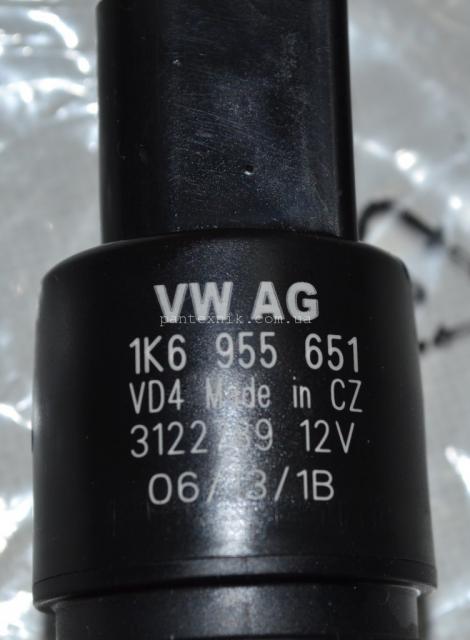 VW AG
pantexnik.com.ua
1K6 955 651
VD4 Made in CZ
12V